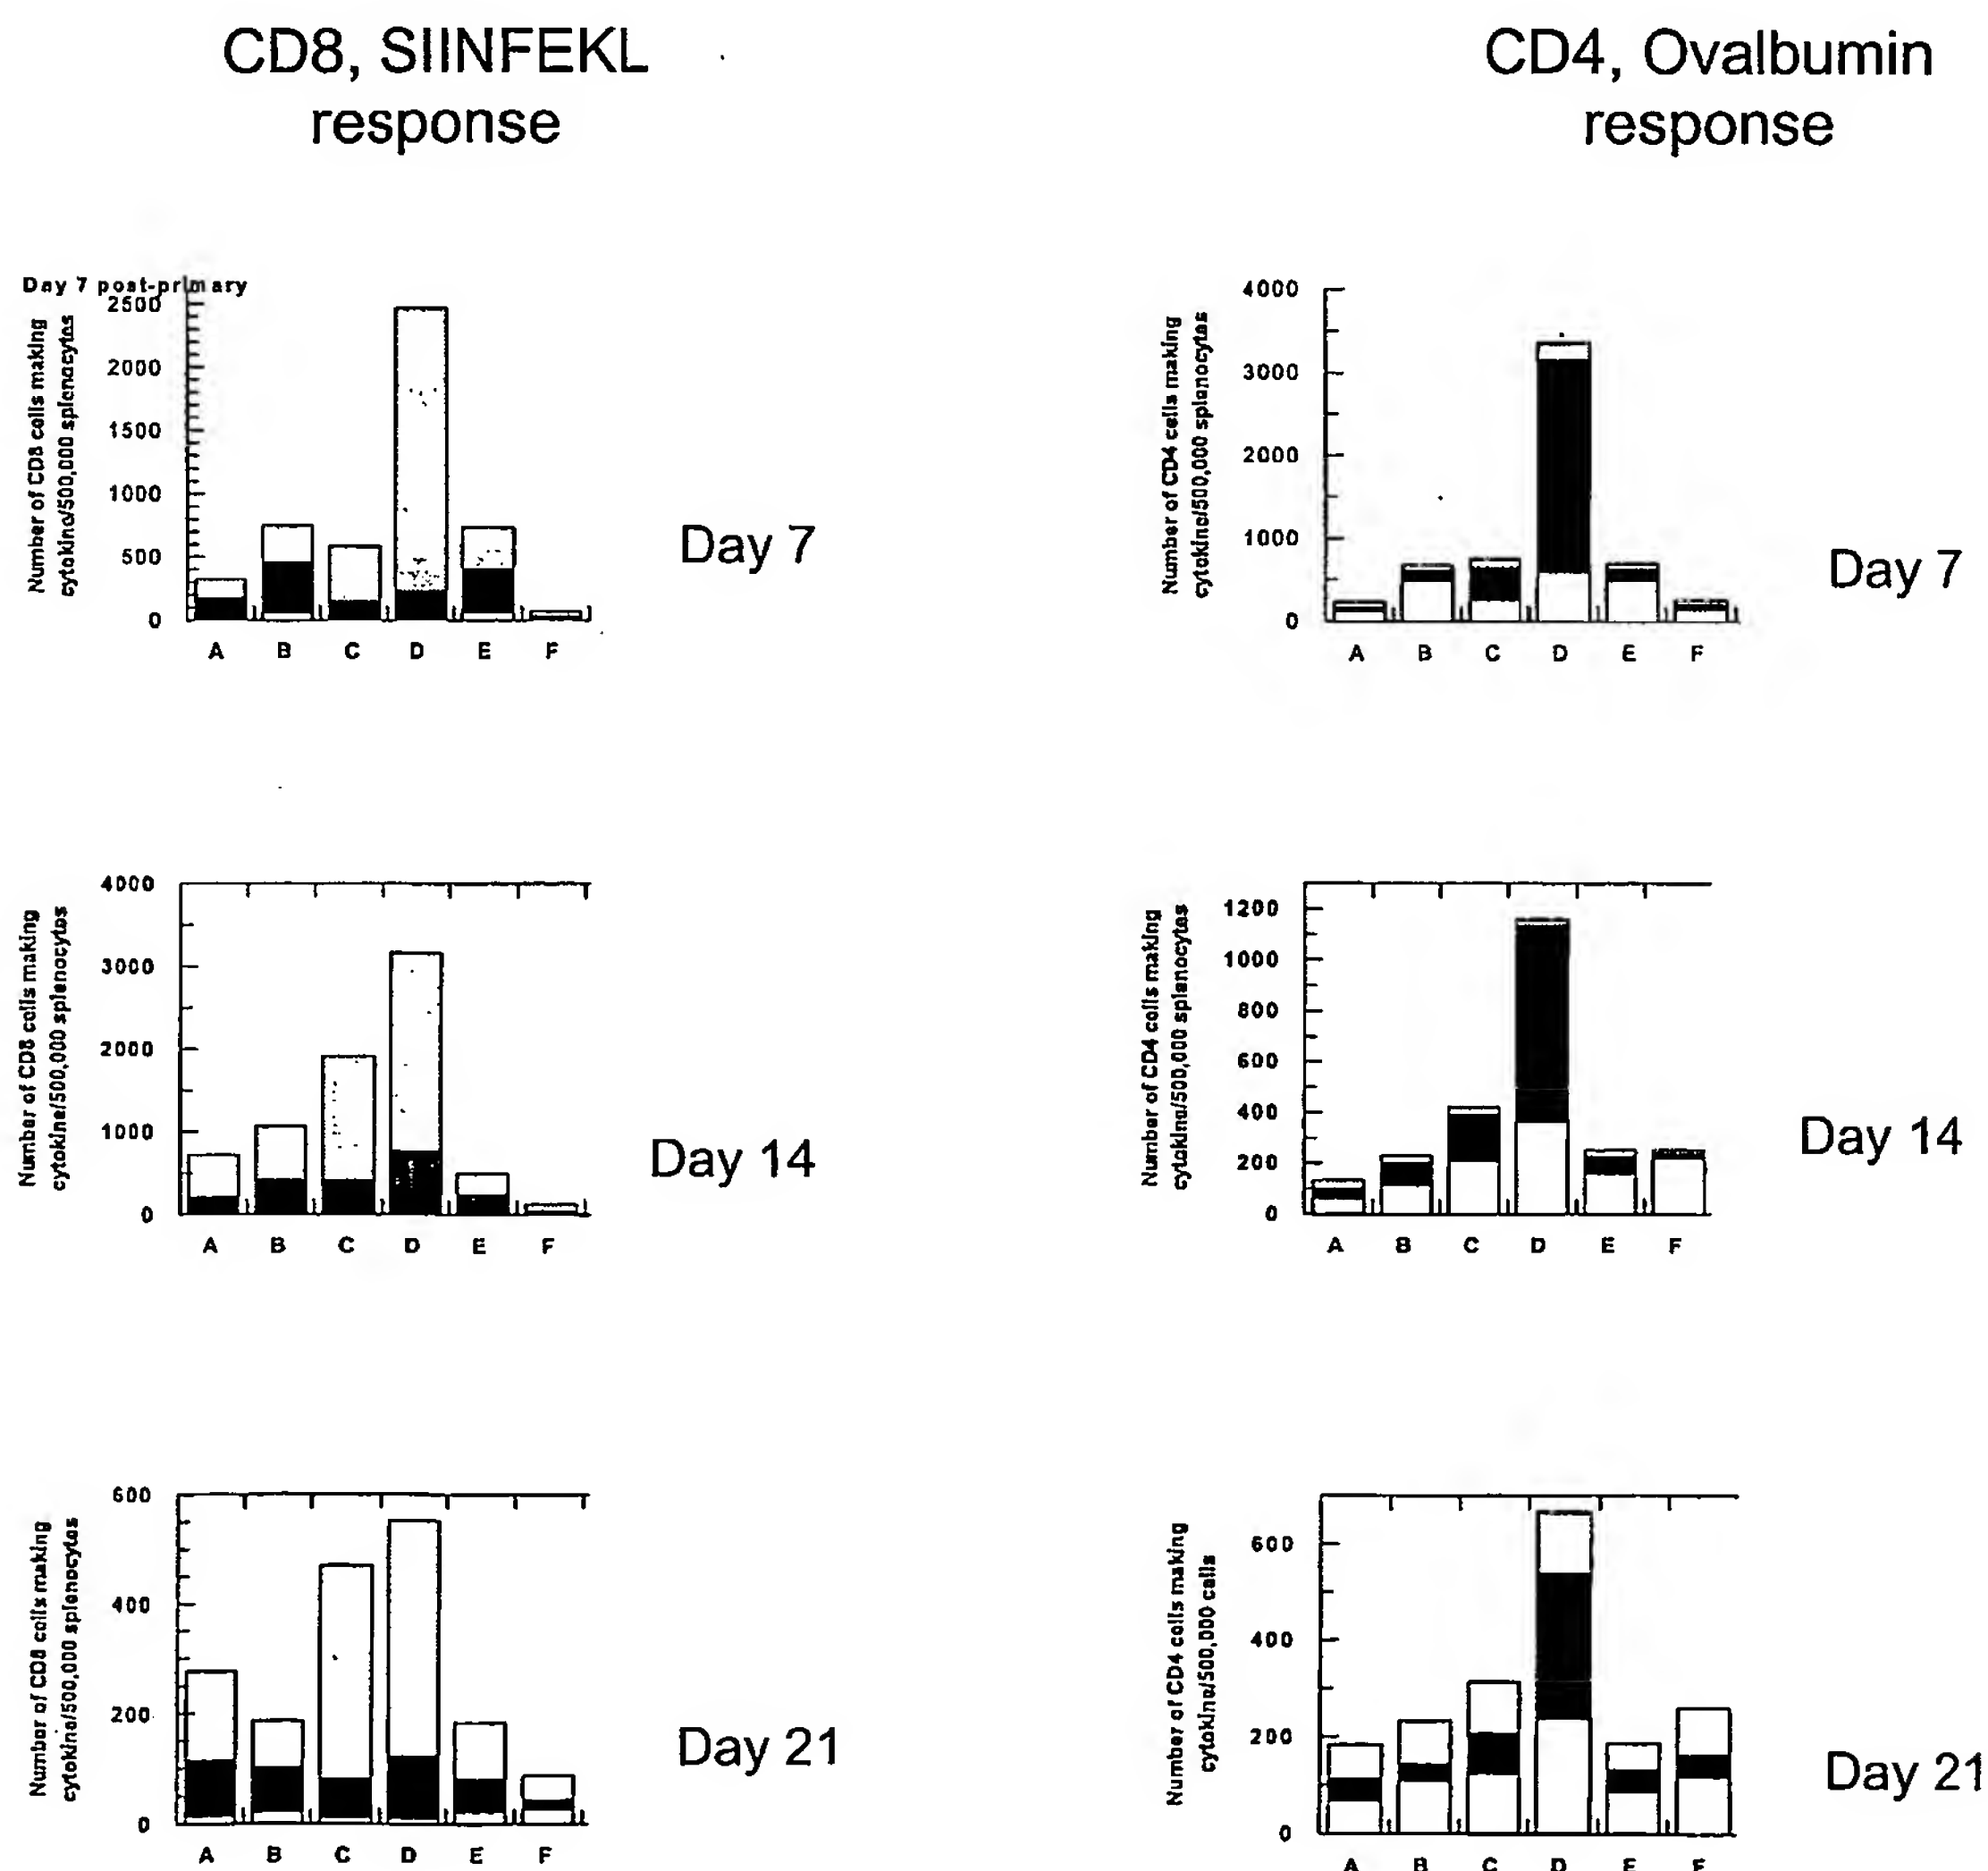 CD8, SIINFEKL
response
CD4, Ovalbumin
response
Day 7 post-primary
Number of CD8 cells making
cytokine/500,000 splenocytes
2500
2000
1500
1000
500
0
A B C D E F
Day 7
Number of CD4 cells making
cytokine/500,000 splenocytes
4000
3000
2000
1000
0
A B C D E F
Day 7
Number of CD8 cells making
cytokine/500,000 splenocytes
4000
3000
2000
1000
0
A B C D E F
Day 14
Number of CD4 cells making
cytokine/500,000 splenocytes
1200
1000
800
600
400
200
0
A B C D E F
Day 14
Number of CD8 cells making
cytokine/500,000 splenocytes
600
400
200
0
A B C D E F
Day 21
Number of CD4 cells making
cytokine/500,000 cells
600
400
200
0
A B C D E F
Day 21